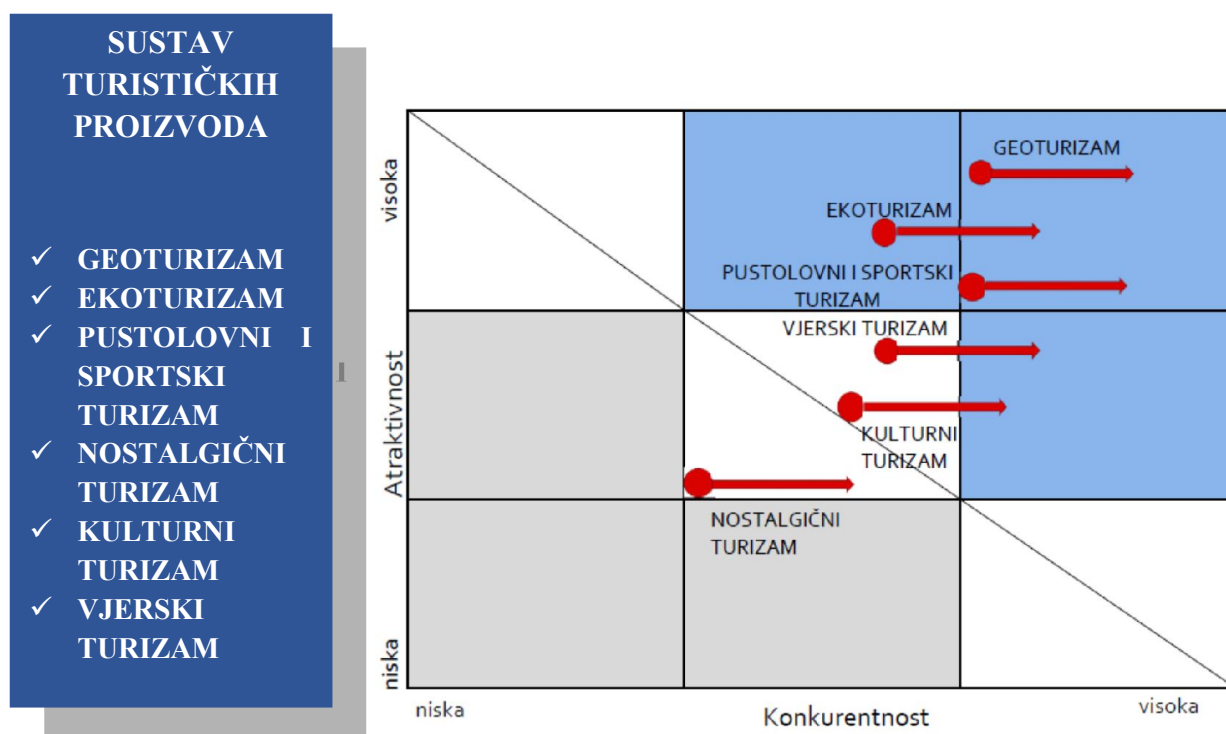 SUSTAV
TURISTIČKIH
PROIZVODA
✓ GEOTURIZAM
✓ EKOTURIZAM
✓ PUSTOLOVNI I
SPORTSKI
TURIZAM
✓ NOSTALGIČNI
TURIZAM
✓ KULTURNI
TURIZAM
✓ VJERSKI
TURIZAM
I
visoka
Atraktivnost
niska
GEOTURIZAM
EKOTURIZAM
PUSTOLOVNI I SPORTSKI
TURIZAM
VJERSKI TURIZAM
KULTURNI
TURIZAM
NOSTALGIČNI
TURIZAM
niska
Konkurentnost
visoka